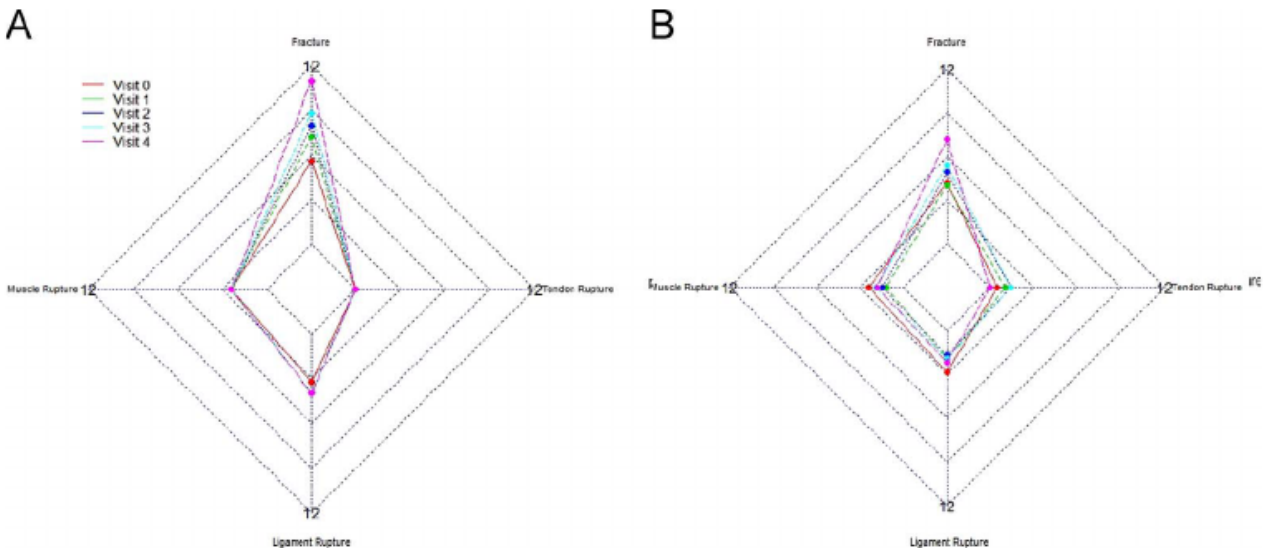 A
B
Fracture
Fracture
12
12
Visit 0
Visit 1
Visit 2
Visit 3
Visit 4
Muscle Rupture 12
12 Tendon Rupture
Muscle Rupture 12
12 Tendon Rupture
12
12
Ligament Rupture
Ligament Rupture